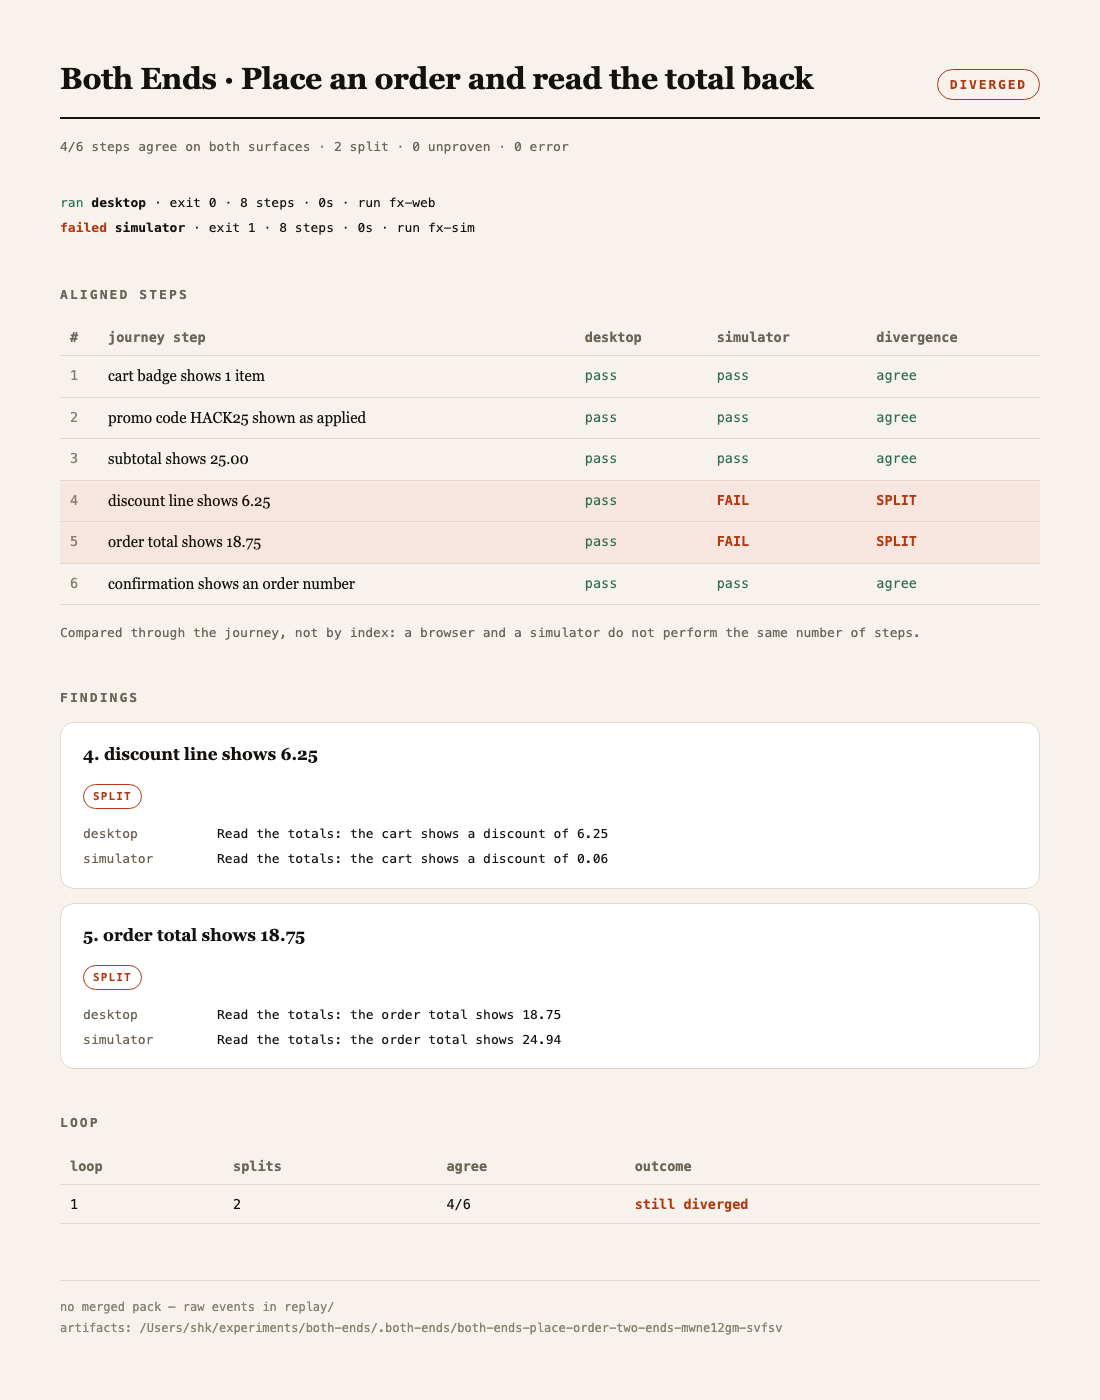 Both Ends · Place an order and read the total back
DIVERGED
4/6 steps agree on both surfaces · 2 split · 0 unproven · 0 error
ran desktop · exit 0 · 8 steps · 0s · run fx-web
failed simulator · exit 1 · 8 steps · 0s · run fx-sim
ALIGNED STEPS
# journey step desktop simulator divergence
1 cart badge shows 1 item pass pass agree
2 promo code HACK25 shown as applied pass pass agree
3 subtotal shows 25.00 pass pass agree
4 discount line shows 6.25 pass FAIL SPLIT
5 order total shows 18.75 pass FAIL SPLIT
6 confirmation shows an order number pass pass agree
Compared through the journey, not by index: a browser and a simulator do not perform the same number of steps.
FINDINGS
4. discount line shows 6.25
SPLIT
desktop Read the totals: the cart shows a discount of 6.25
simulator Read the totals: the cart shows a discount of 0.06
5. order total shows 18.75
SPLIT
desktop Read the totals: the order total shows 18.75
simulator Read the totals: the order total shows 24.94
LOOP
loop splits agree outcome
1 2 4/6 still diverged
no merged pack — raw events in replay/
artifacts: /Users/shk/experiments/both-ends/.both-ends/both-ends-place-order-two-ends-mwne12gm-svfsv